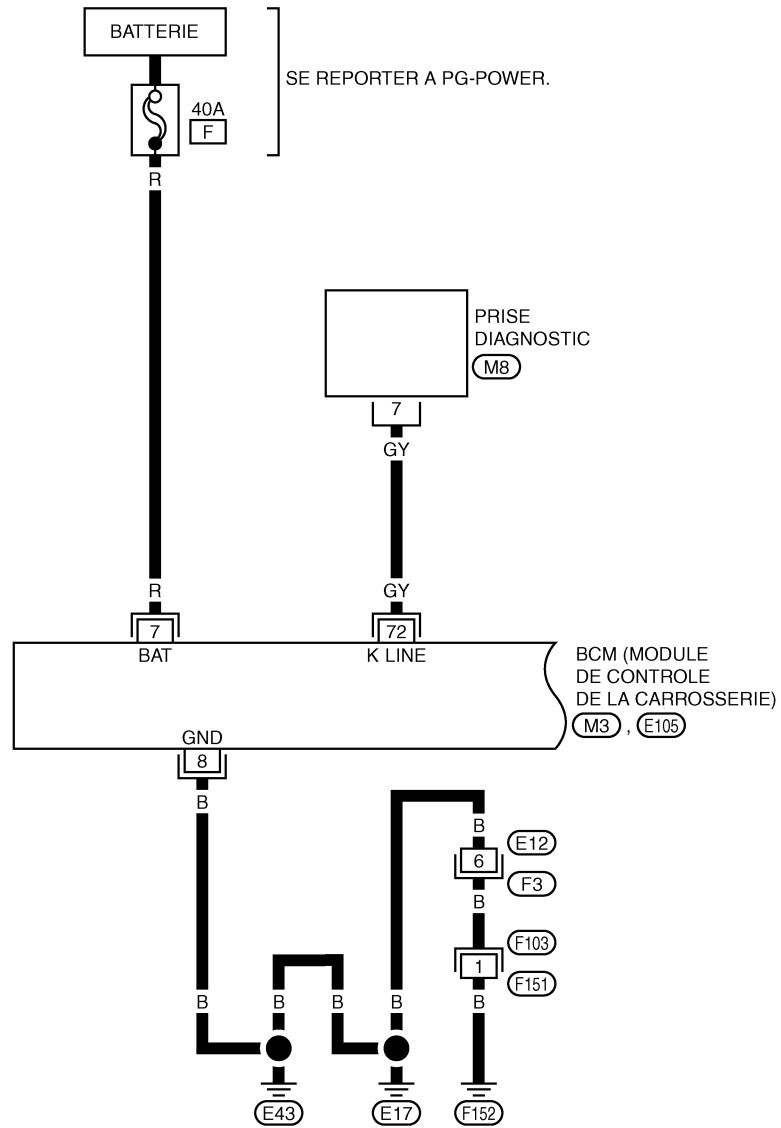 BATTERIE
SE REPORTER A PG-POWER.
40A
F
R
PRISE
DIAGNOSTIC
M8
7
GY
R
GY
7
72
BAT
K LINE
BCM (MODULE
DE CONTROLE
DE LA CARROSSERIE)
M3 , E105
GND
8
B
B
E12
6
F3
B
F103
1
F151
B
B
B
B
B
E43
E17
F152